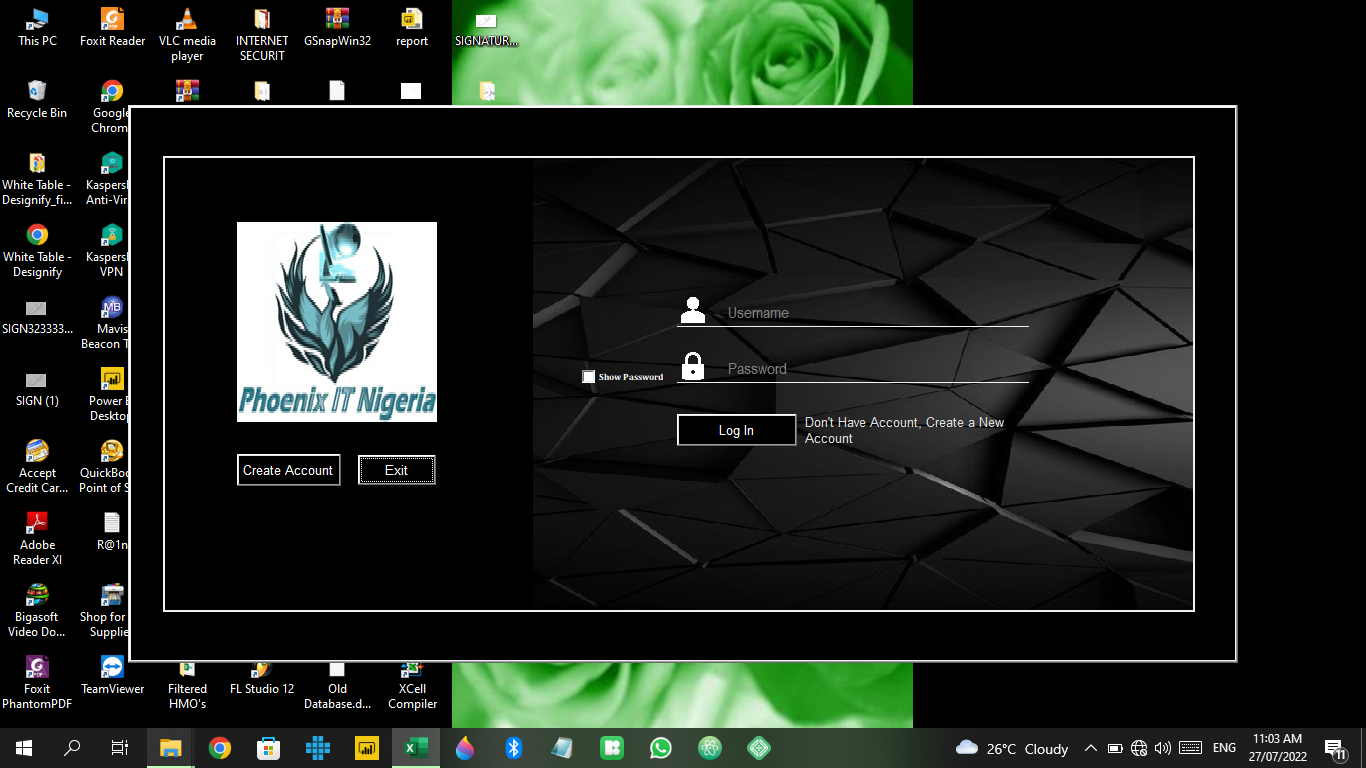 This PC
Foxit Reader
VLC media
player
INTERNET
SECURIT
GSnapWin32
report
SIGNATUR...
Recycle Bin
Google
Chrom
White Table -
Designify_fi...
Kaspersl
Anti-Vir
White Table -
Designify
Kaspersl
VPN
SIGN323333...
MB
Mavis
Beacon T
SIGN (1)
Power B
Desktop
Accept
Credit Car...
QuickBoo
Point of S
Adobe
Reader XI
R@1n
Bigasoft
Video Do...
Shop for
Supplie
Foxit
PhantomPDF
TeamViewer
Filtered
HMO's
FL Studio 12
Old
Database.d...
XCell
Compiler
Phoenix IT Nigeria
Create Account
Exit
Username
Password
Show Password
Log In
Don't Have Account, Create a New
Account
26°C Cloudy
ENG
11:03 AM
27/07/2022
11